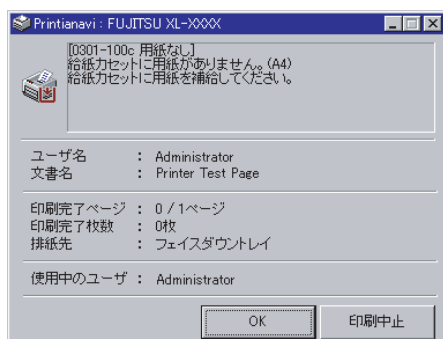 Printianavi : FUJITSU XL-XXXX
[0301-100c 用紙なし]
給紙カセットに用紙がありません。(A4)
給紙カセットに用紙を補給してください。
ユーザ名 : Administrator
文書名 : Printer Test Page
印刷完了ページ : 0 / 1ページ
印刷完了枚数 : 0枚
排紙先 : フェイスダウントレイ
使用中のユーザ : Administrator
OK 印刷中止